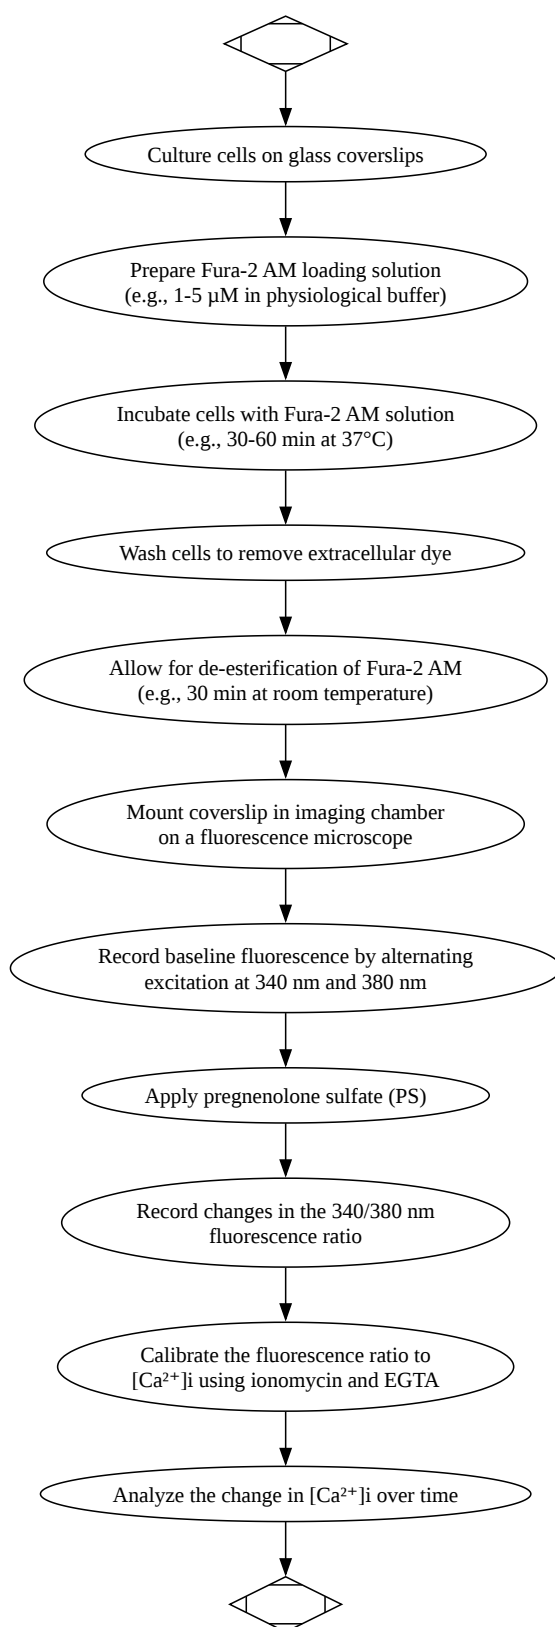 Culture cells on glass coverslips
Prepare Fura-2 AM loading solution
(e.g., 1-5 µM in physiological buffer)
Incubate cells with Fura-2 AM solution
(e.g., 30-60 min at 37°C)
Wash cells to remove extracellular dye
Allow for de-esterification of Fura-2 AM
(e.g., 30 min at room temperature)
Mount coverslip in imaging chamber
on a fluorescence microscope
Record baseline fluorescence by alternating
excitation at 340 nm and 380 nm
Apply pregnenolone sulfate (PS)
Record changes in the 340/380 nm
fluorescence ratio
Calibrate the fluorescence ratio to
[Ca²⁺]i using ionomycin and EGTA
Analyze the change in [Ca²⁺]i over time